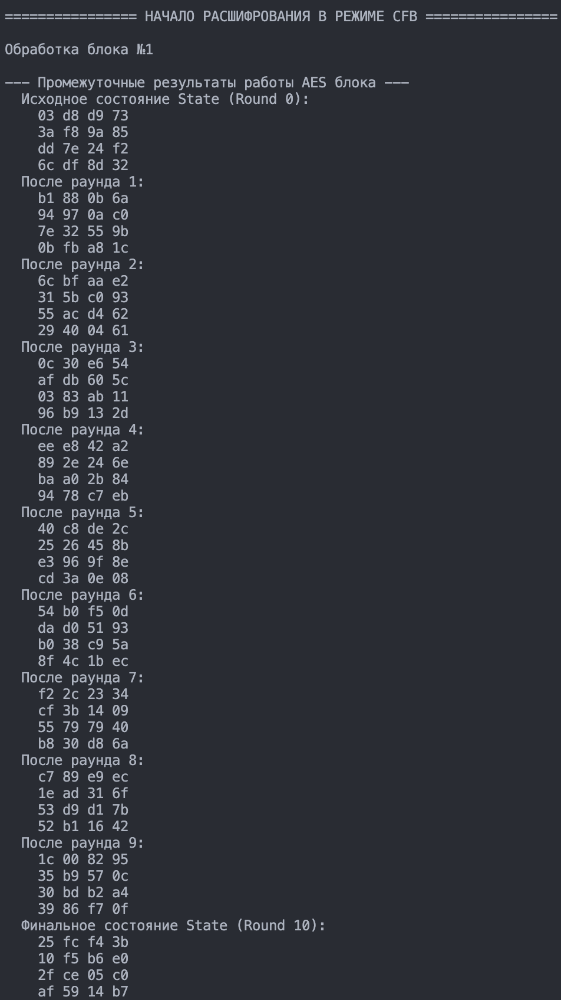 ================ НАЧАЛО РАСШИФРОВАНИЯ В РЕЖИМЕ CFB ================
Обработка блока №1
--- Промежуточные результаты работы AES блока ---
Исходное состояние State (Round 0):
03 d8 d9 73
3a f8 9a 85
dd 7e 24 f2
6c df 8d 32
После раунда 1:
b1 88 0b 6a
94 97 0a c0
7e 32 55 9b
0b fb a8 1c
После раунда 2:
6c bf aa e2
31 5b c0 93
55 ac d4 62
29 40 04 61
После раунда 3:
0c 30 e6 54
af db 60 5c
03 83 ab 11
96 b9 13 2d
После раунда 4:
ee e8 42 a2
89 2e 24 6e
ba a0 2b 84
94 78 c7 eb
После раунда 5:
40 c8 de 2c
25 26 45 8b
e3 96 9f 8e
cd 3a 0e 08
После раунда 6:
54 b0 f5 0d
da d0 51 93
b0 38 c9 5a
8f 4c 1b ec
После раунда 7:
f2 2c 23 34
cf 3b 14 09
55 79 79 40
b8 30 d8 6a
После раунда 8:
c7 89 e9 ec
1e ad 31 6f
53 d9 d1 7b
52 b1 16 42
После раунда 9:
1c 00 82 95
35 b9 57 0c
30 bd b2 a4
39 86 f7 0f
Финальное состояние State (Round 10):
25 fc f4 3b
10 f5 b6 e0
2f ce 05 c0
af 59 14 b7